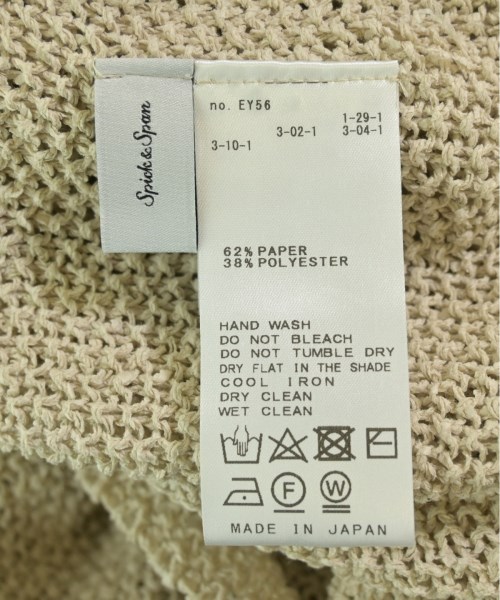 Spick&Span
no. EY56
1-29-1
3-02-1 3-04-1
3-10-1
62% PAPER
38% POLYESTER
HAND WASH
DO NOT BLEACH
DO NOT TUMBLE DRY
DRY FLAT IN THE SHADE
COOL IRON
DRY CLEAN
WET CLEAN
F W
MADE IN JAPAN